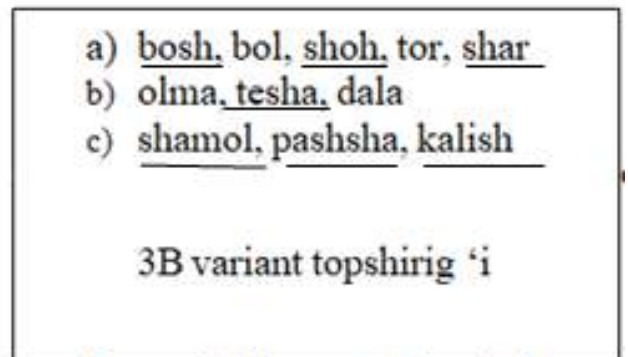 a) bosh, bol, shoh, tor, shar
b) olma, tesha, dala
c) shamol, pashsha, kalish
3B variant topshirig ‘i